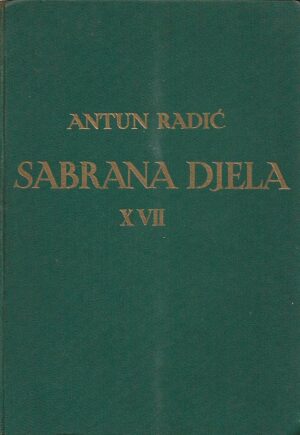 ANTUN RADIĆ
SABRANA DJELA
XVII